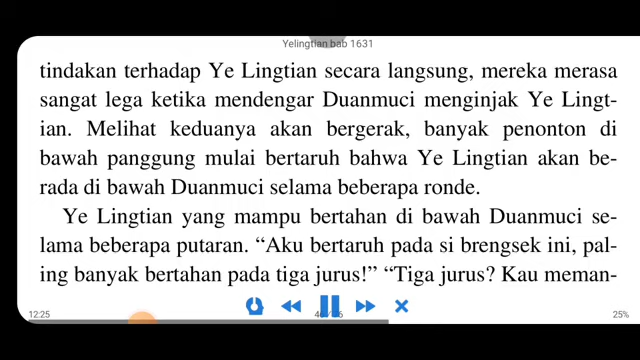 Yelingtian bab 1631
tindakan terhadap Ye Lingtian secara langsung, mereka merasa
sangat lega ketika mendengar Duanmuci menginjak Ye Lingt-
ian. Melihat keduanya akan bergerak, banyak penonton di
bawah panggung mulai bertaruh bahwa Ye Lingtian akan be-
rada di bawah Duanmuci selama beberapa ronde.
Ye Lingtian yang mampu bertahan di bawah Duanmuci se-
lama beberapa putaran. “Aku bertaruh pada si brengsek ini, pal-
ing banyak bertahan pada tiga jurus!” “Tiga jurus? Kau meman-
12:25
25%